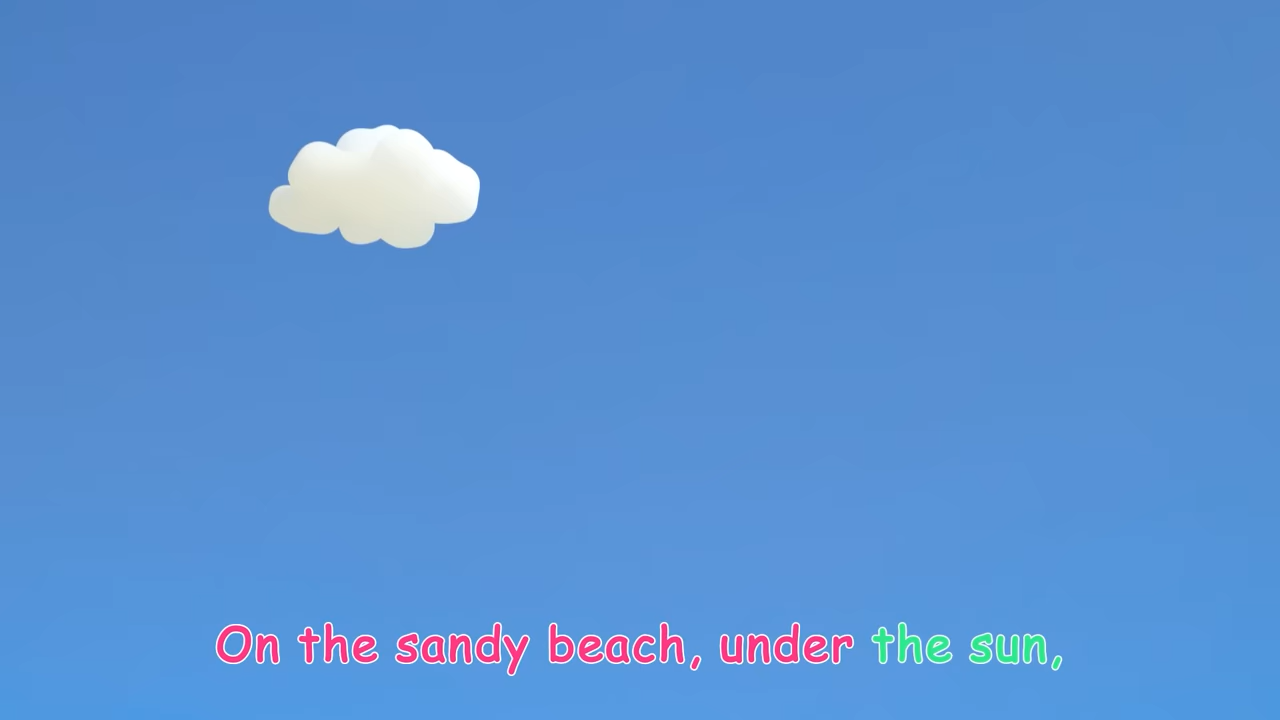 On the sandy beach, under the sun,